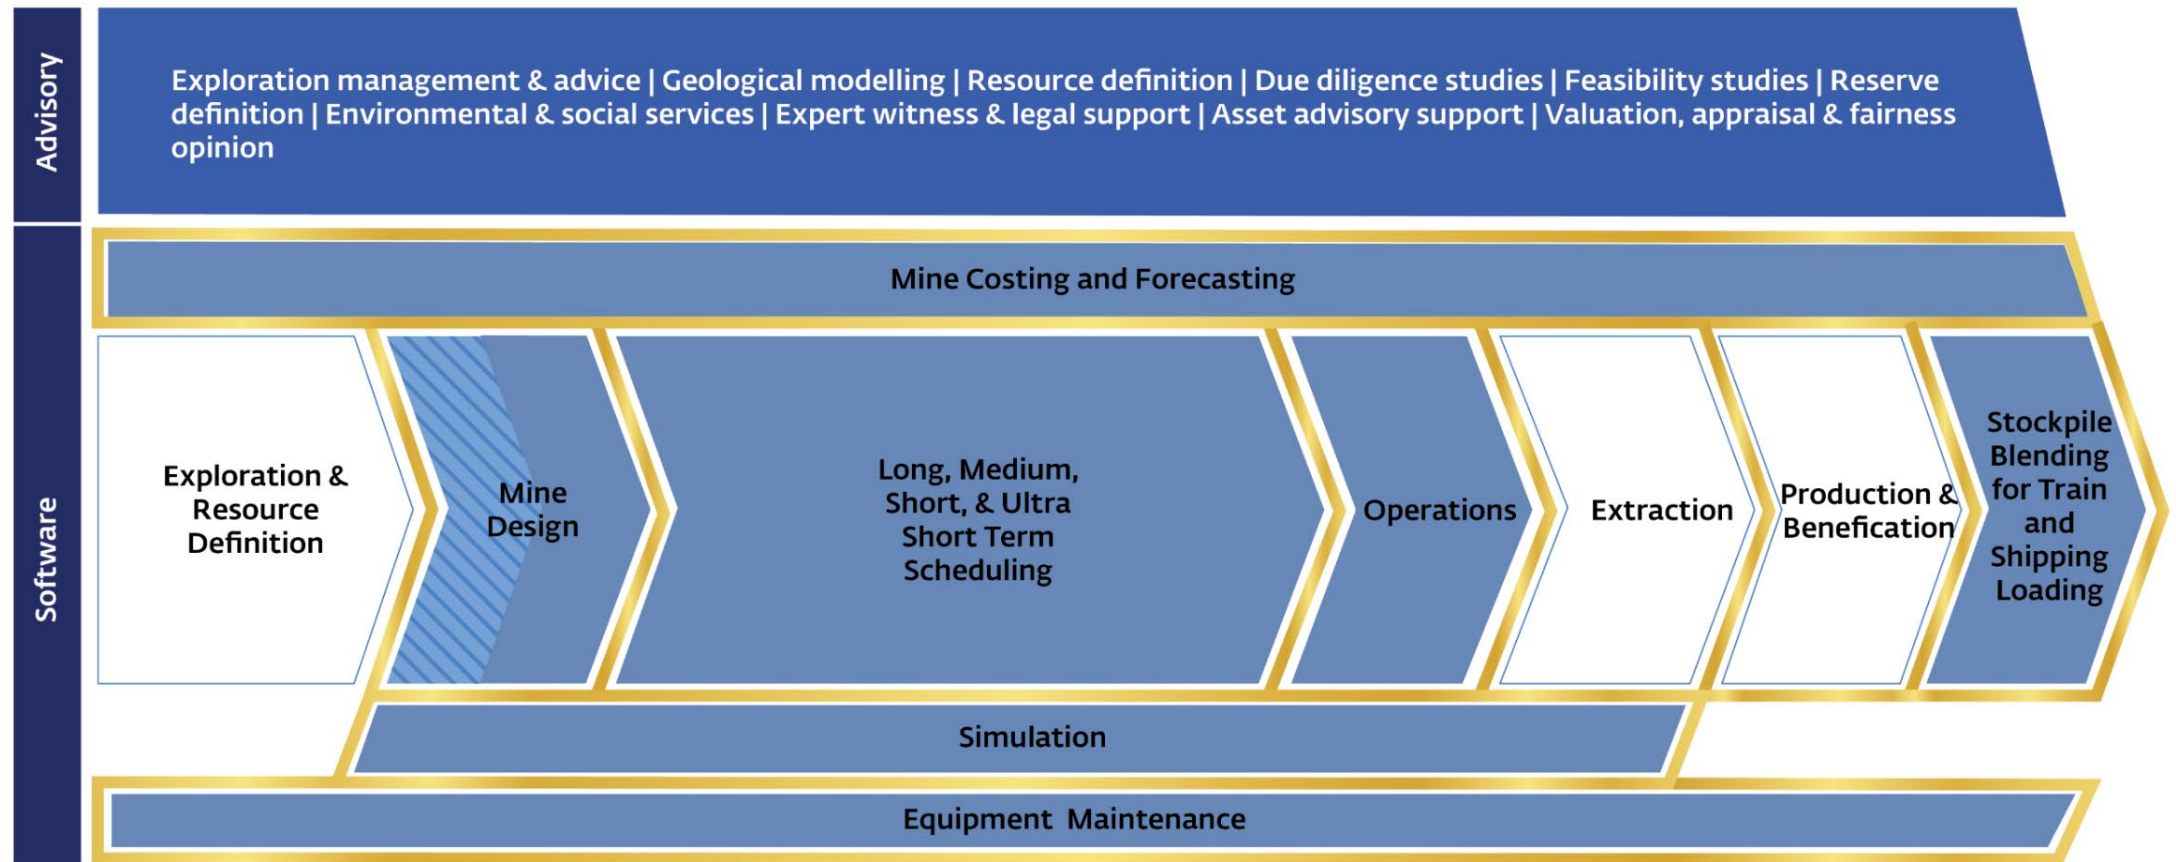 Advisory
Exploration management & advice | Geological modelling | Resource definition | Due diligence studies | Feasibility studies | Reserve
definition | Environmental & social services | Expert witness & legal support | Asset advisory support | Valuation, appraisal & fairness
opinion
Software
Mine Costing and Forecasting
Exploration &
Resource
Definition
Mine
Design
Long, Medium,
Short, & Ultra
Short Term
Scheduling
Operations
Extraction
Production &
Benefication
Stockpile
Blending
for Train
and
Shipping
Loading
Simulation
Equipment Maintenance